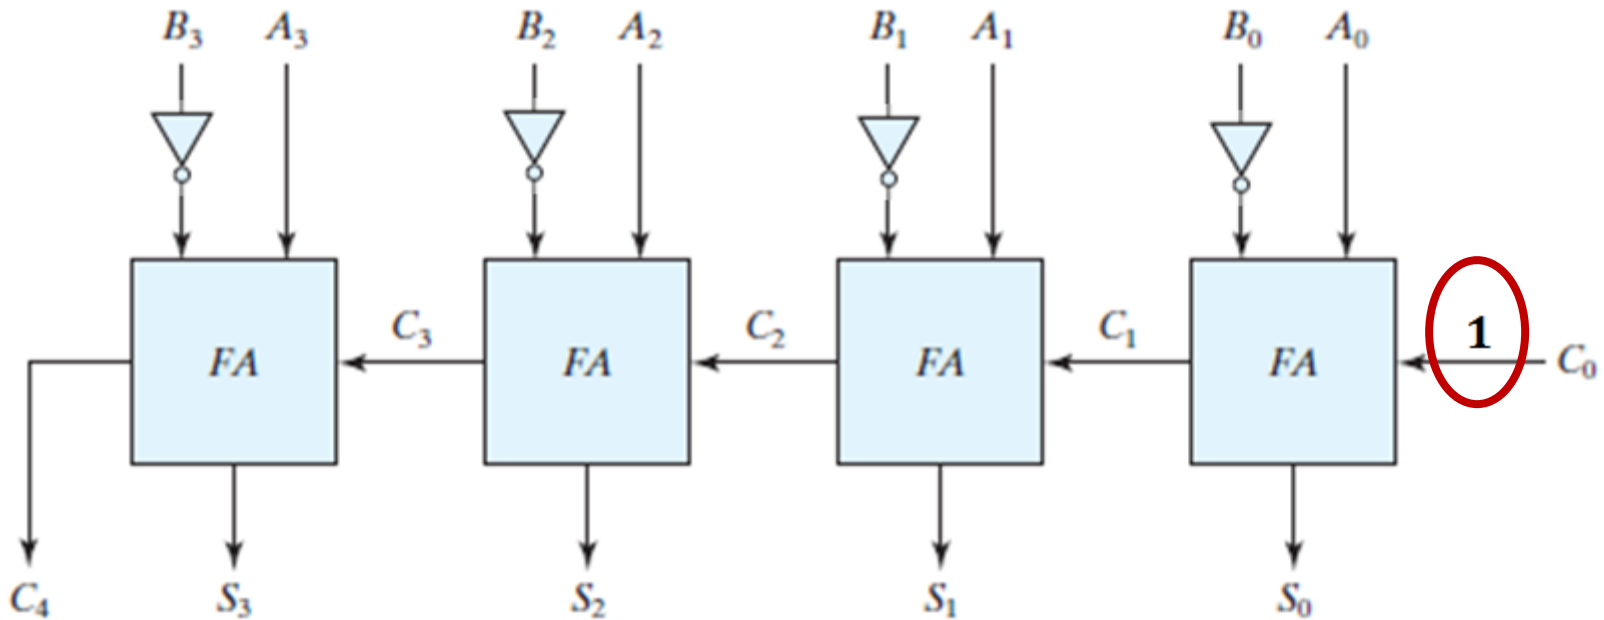 B₃ A₃ B₂ A₂ B₁ A₁ B₀ A₀
1
C₃ C₂ C₁
FA FA FA FA C₀
C₄ S₃ S₂ S₁ S₀